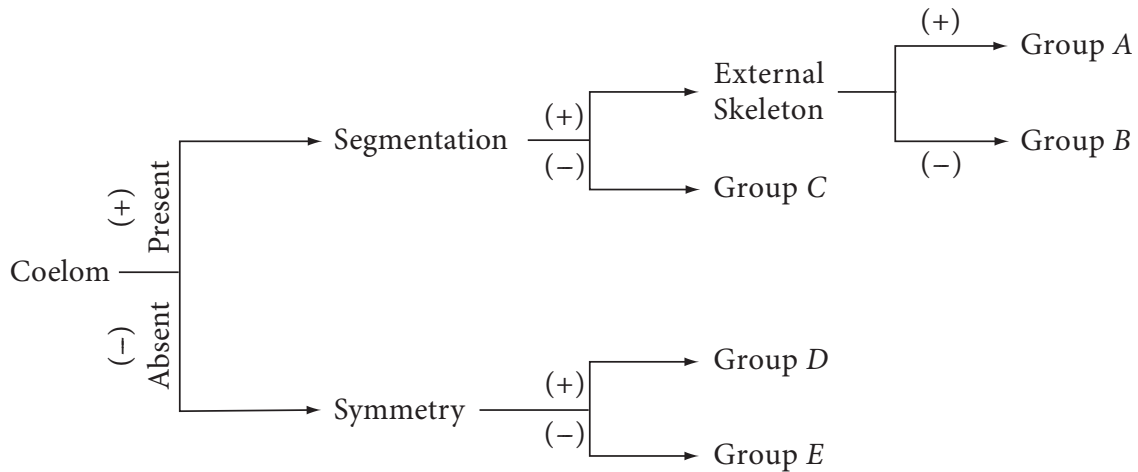 (+)
Group A
External
Skeleton
(+)
Segmentation
(–)
Group B
(–)
Group C
(+)
Present
Coelom
(–)
Absent
Group D
(+)
Symmetry
(–)
Group E